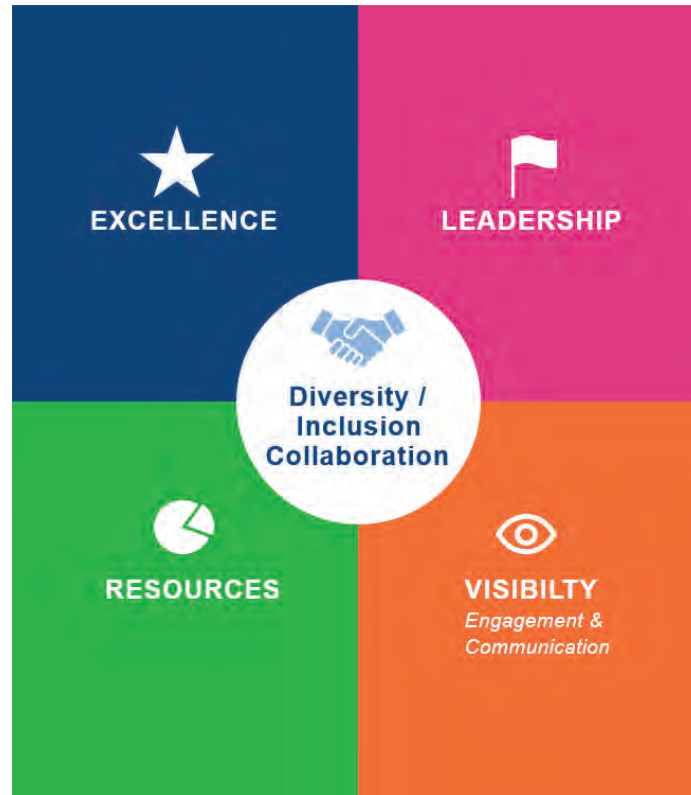 EXCELLENCE
LEADERSHIP
Diversity /
Inclusion
Collaboration
RESOURCES
VISIBILTY
Engagement &
Communication